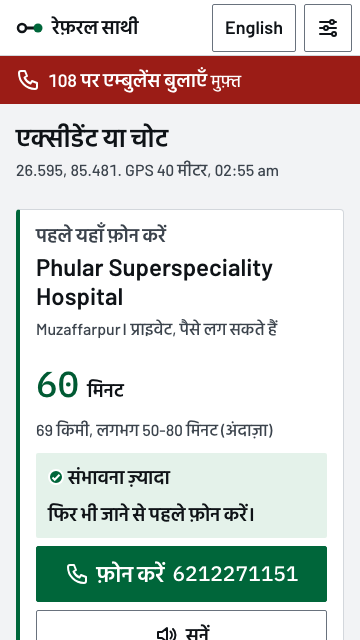 रेफ़रल साथी
English
108 पर एम्बुलेंस बुलाएँ मुफ़्त
एक्सीडेंट या चोट
26.595, 85.481. GPS 40 मीटर, 02:55 am
पहले यहाँ फ़ोन करें
Phular Superspeciality
Hospital
Muzaffarpur। प्राइवेट, पैसे लग सकते हैं
60 मिनट
69 किमी, लगभग 50-80 मिनट (अंदाज़ा)
संभावना ज़्यादा
फिर भी जाने से पहले फ़ोन करें।
फ़ोन करें 6212271151
सुनें